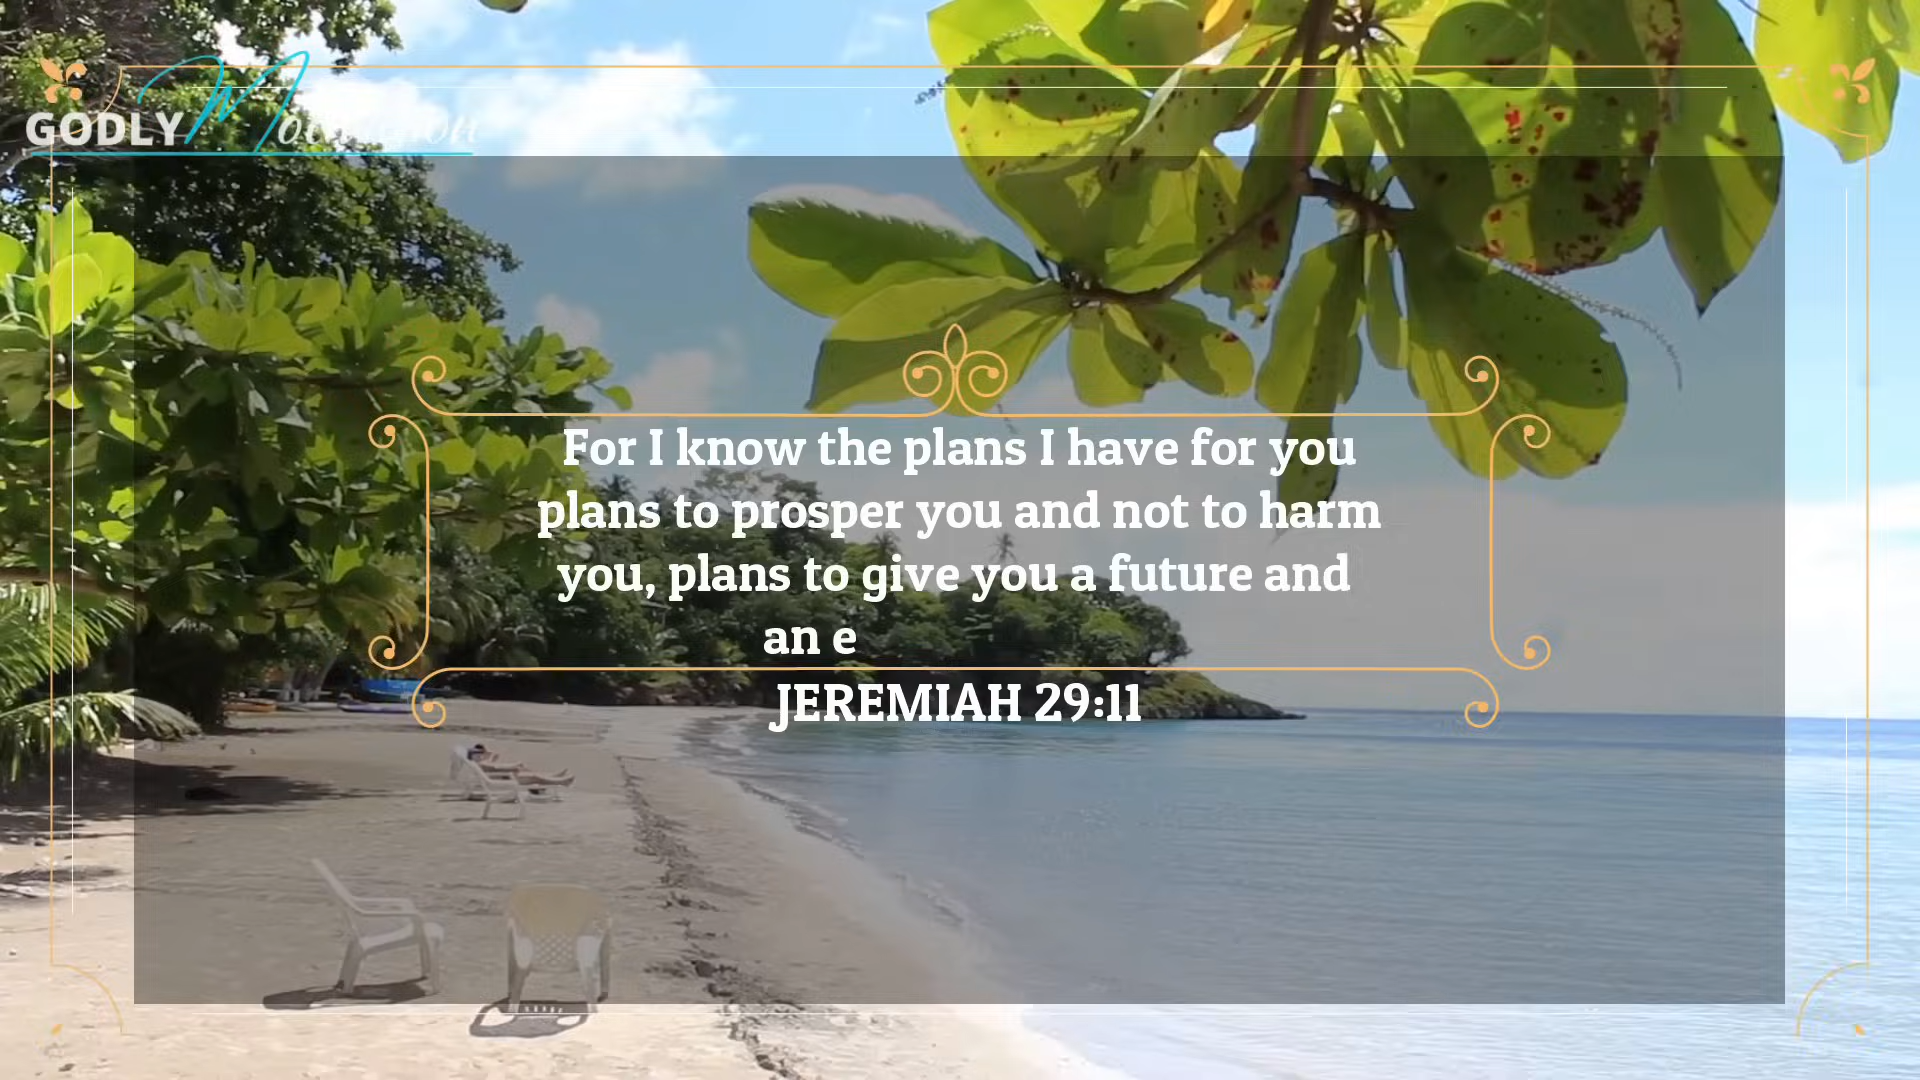 GODLY Motivation
For I know the plans I have for you
plans to prosper you and not to harm
you, plans to give you a future and
an e
JEREMIAH 29:11